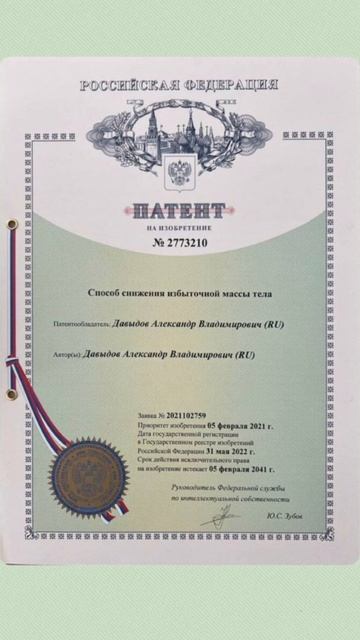 РОССИЙСКАЯ ФЕДЕРАЦИЯ
ПАТЕНТ
НА ИЗОБРЕТЕНИЕ
№ 2773210
Способ снижения избыточной массы тела
Патентообладатель: Давыдов Александр Владимирович (RU)
Автор(ы): Давыдов Александр Владимирович (RU)
Заявка № 2021102759
Приоритет изобретения 05 февраля 2021 г.
Дата государственной регистрации
в Государственном реестре изобретений
Российской Федерации 31 мая 2022 г.
Срок действия исключительного права
на изобретение истекает 05 февраля 2041 г.
Руководитель Федеральной службы
по интеллектуальной собственности
Ю.С. Зубов